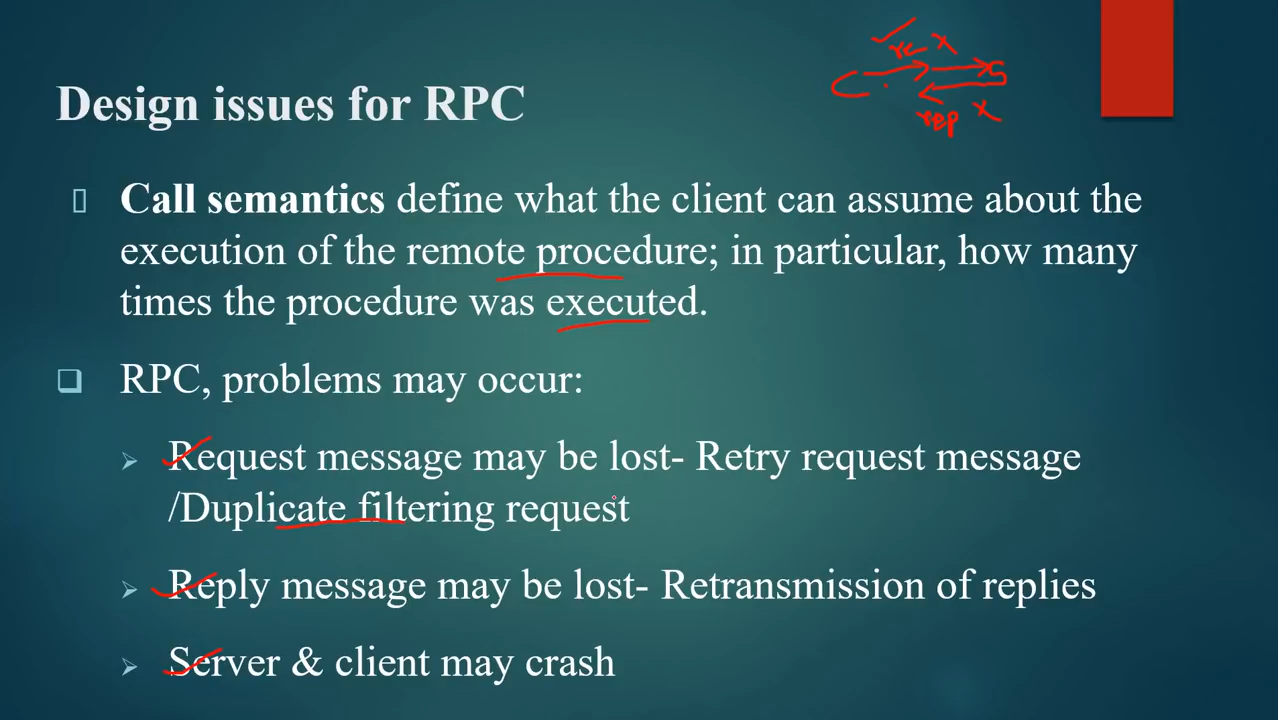 re x
C S
rep x
Design issues for RPC
Call semantics define what the client can assume about the
execution of the remote procedure; in particular, how many
times the procedure was executed.
RPC, problems may occur:
Request message may be lost- Retry request message
/Duplicate filtering request
Reply message may be lost- Retransmission of replies
Server & client may crash